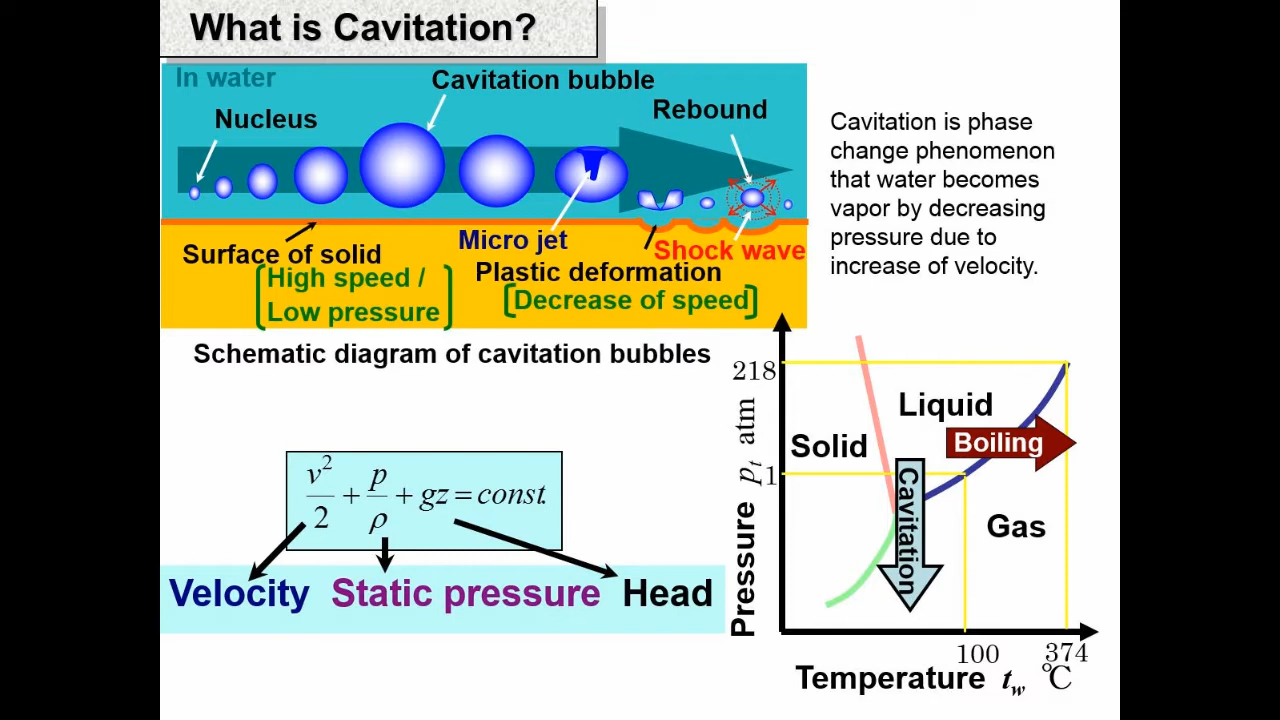 What is Cavitation?
In water
Cavitation bubble
Nucleus
Rebound
Surface of solid
Micro jet
Shock wave
Plastic deformation
High speed /
Low pressure
Decrease of speed
Schematic diagram of cavitation bubbles
Cavitation is phase
change phenomenon
that water becomes
vapor by decreasing
pressure due to
increase of velocity.
v²/2 + p/ρ + gz = const.
Velocity
Static pressure
Head
218
1
Pressure pₜ atm
Solid
Liquid
Boiling
Cavitation
Gas
100
374
Temperature t_w ℃